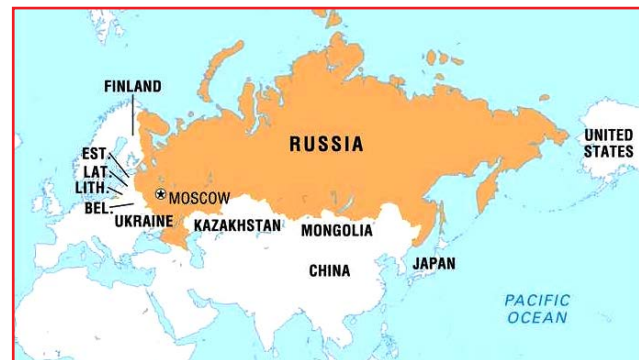 FINLAND
RUSSIA
UNITED
STATES
EST.
LAT.
LITH.
BEL.
MOSCOW
UKRAINE
KAZAKHSTAN
MONGOLIA
CHINA
JAPAN
PACIFIC
OCEAN